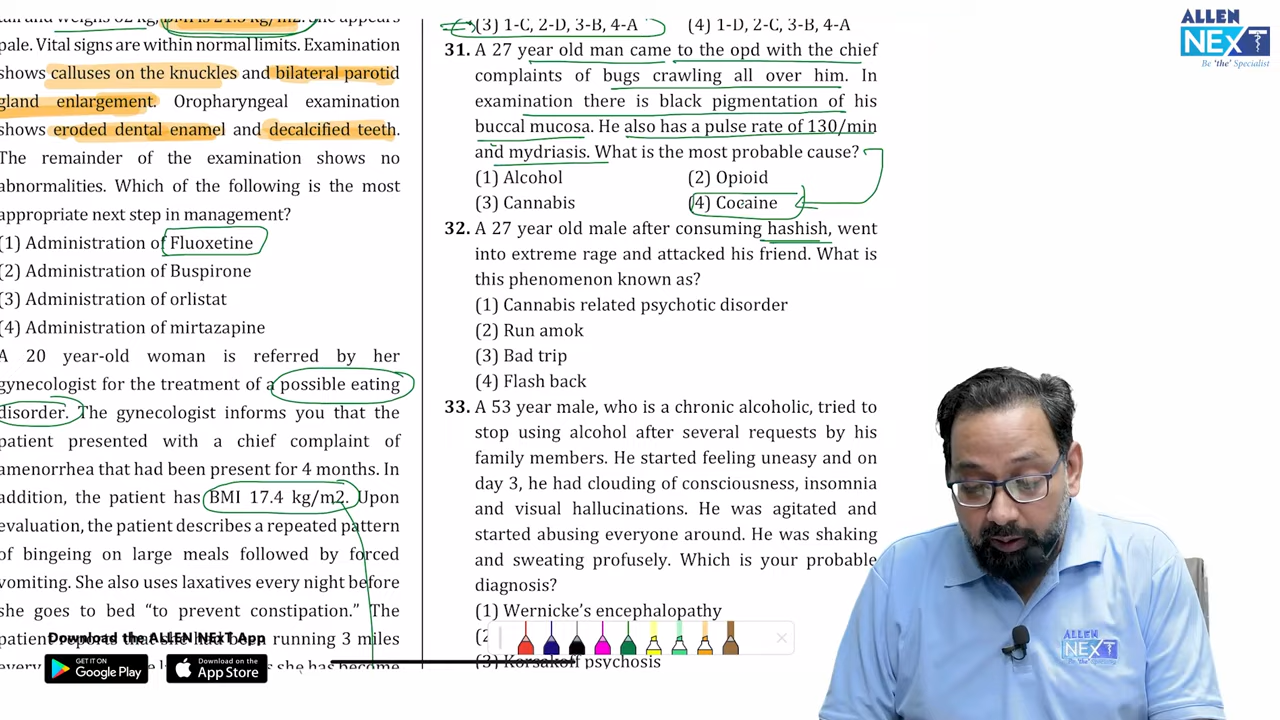 pale. Vital signs are within normal limits. Examination
shows calluses on the knuckles and bilateral parotid
gland enlargement. Oropharyngeal examination
shows eroded dental enamel and decalcified teeth.
The remainder of the examination shows no
abnormalities. Which of the following is the most
appropriate next step in management?
(1) Administration of Fluoxetine
(2) Administration of Buspirone
(3) Administration of orlistat
(4) Administration of mirtazapine
A 20 year-old woman is referred by her
gynecologist for the treatment of a possible eating
disorder. The gynecologist informs you that the
patient presented with a chief complaint of
amenorrhea that had been present for 4 months. In
addition, the patient has BMI 17.4 kg/m2. Upon
evaluation, the patient describes a repeated pattern
of bingeing on large meals followed by forced
vomiting. She also uses laxatives every night before
she goes to bed “to prevent constipation.” The
patient reports that she had been running 3 miles
she has become
(3) 1-C, 2-D, 3-B, 4-A (4) 1-D, 2-C, 3-B, 4-A
31. A 27 year old man came to the opd with the chief
complaints of bugs crawling all over him. In
examination there is black pigmentation of his
buccal mucosa. He also has a pulse rate of 130/min
and mydriasis. What is the most probable cause?
(1) Alcohol (2) Opioid
(3) Cannabis (4) Cocaine
32. A 27 year old male after consuming hashish, went
into extreme rage and attacked his friend. What is
this phenomenon known as?
(1) Cannabis related psychotic disorder
(2) Run amok
(3) Bad trip
(4) Flash back
33. A 53 year male, who is a chronic alcoholic, tried to
stop using alcohol after several requests by his
family members. He started feeling uneasy and on
day 3, he had clouding of consciousness, insomnia
and visual hallucinations. He was agitated and
started abusing everyone around. He was shaking
and sweating profusely. Which is your probable
diagnosis?
(1) Wernicke's encephalopathy
(2
(3) Korsakoff psychosis
ALLEN
NEXT
Be 'the' Specialist
Download the ALLEN NExT App
GET IT ON
Google Play
Download on the
App Store
ALLEN
NEXT